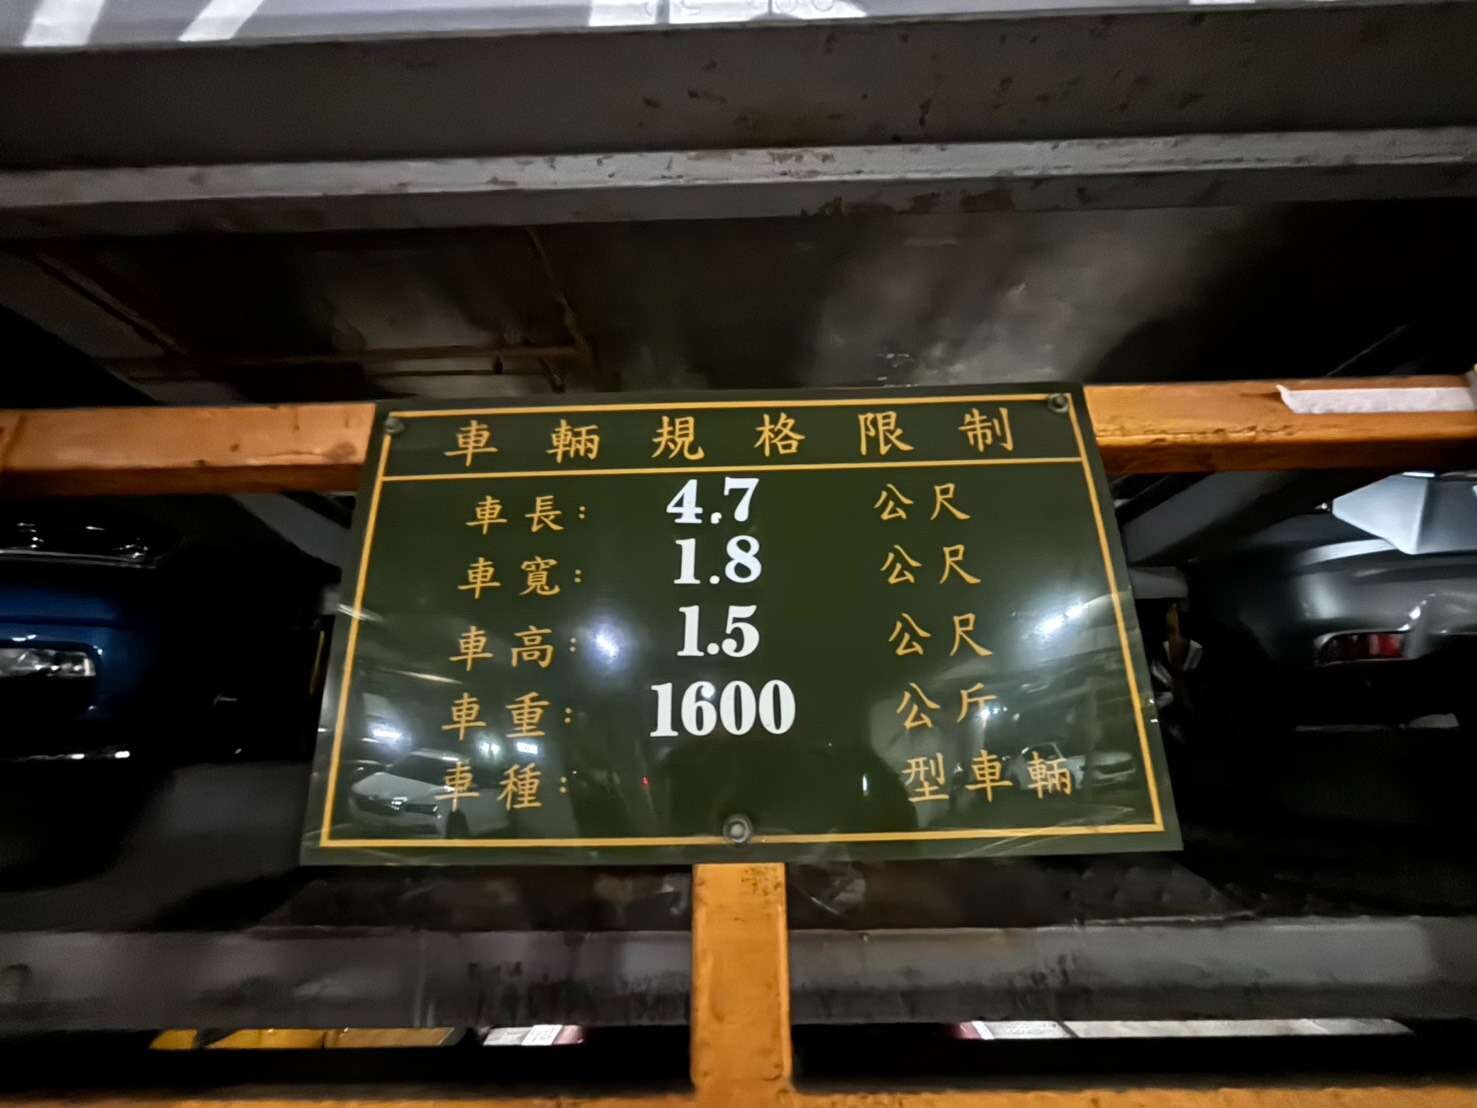 車輛規格限制
車長: 4.7 公尺
車寬: 1.8 公尺
車高: 1.5 公尺
車重: 1600 公斤
車種: 型車輛